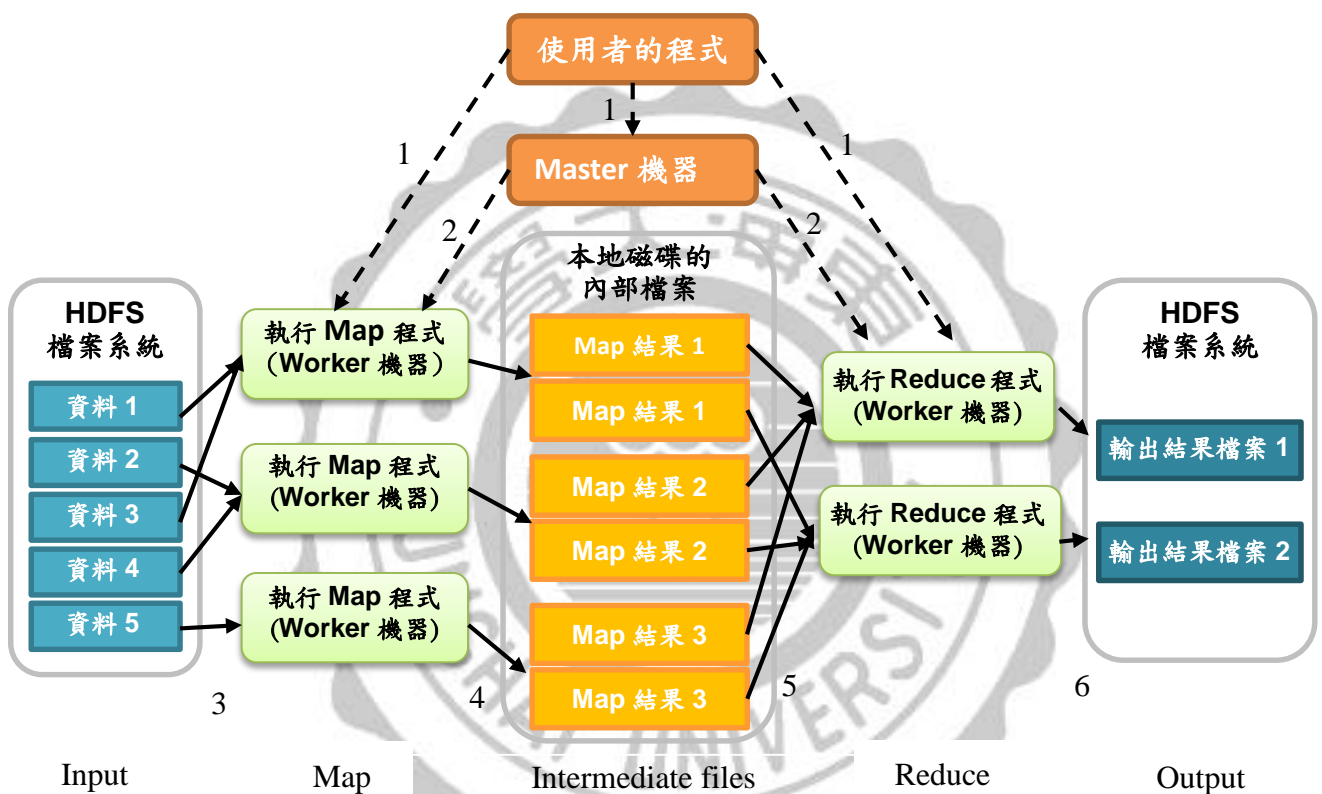 使用者的程式
1
1
1
Master 機器
2
2
本地磁碟的
內部檔案
HDFS
檔案系統
資料 1
資料 2
資料 3
資料 4
資料 5
執行 Map 程式
(Worker 機器)
執行 Map 程式
(Worker 機器)
執行 Map 程式
(Worker 機器)
Map 結果 1
Map 結果 1
Map 結果 2
Map 結果 2
Map 結果 3
Map 結果 3
執行 Reduce 程式
(Worker 機器)
執行 Reduce 程式
(Worker 機器)
HDFS
檔案系統
輸出結果檔案 1
輸出結果檔案 2
3
4
5
6
Input
Map
Intermediate files
Reduce
Output